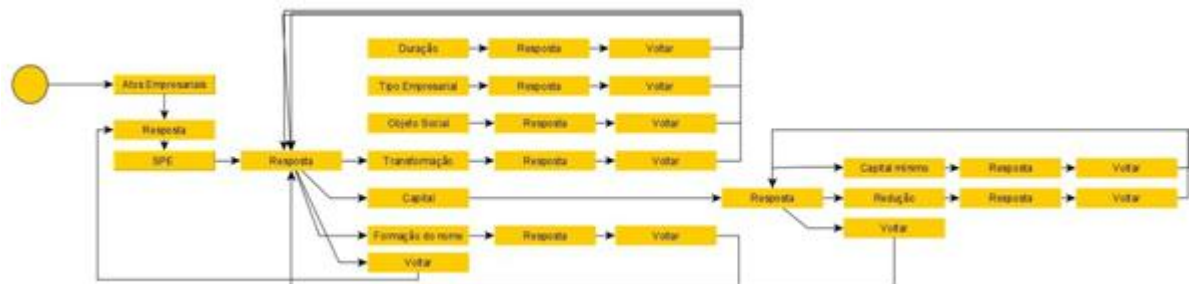 Duração Resposta Voltar
Atos Empresariais Tipo Empresarial Resposta Voltar
Resposta Objeto Social Resposta Voltar
SPE Resposta Transformação Resposta Voltar Capital mínimo Resposta Voltar
Capital Resposta Redução Resposta Voltar
Formação do nome Resposta Voltar Voltar
Voltar